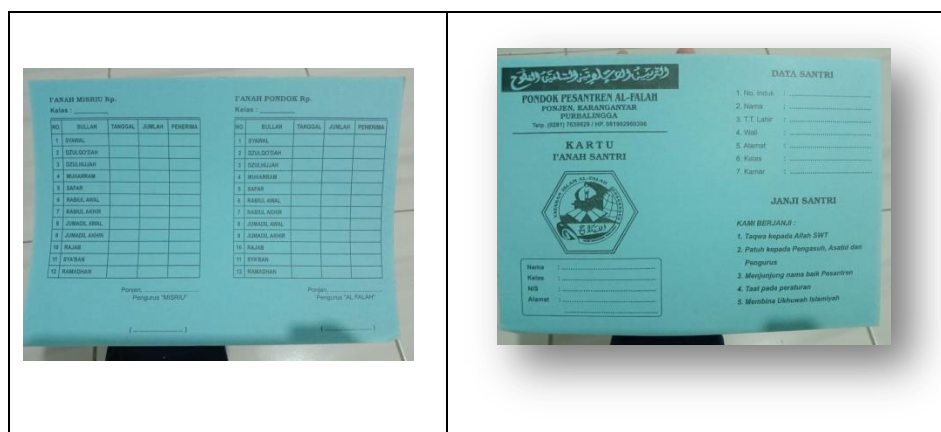 I'ANAH MISRIU Rp.
Kelas :
NO. BULLAN TANGGAL JUMLAH PENERIMA
1 SYAWAL
2 DZULQO'DAH
3 DZULHIJJAH
4 MUHARRAM
5 SAFAR
6 RABIUL AWAL
7 RABIUL AKHIR
8 JUMADIL AWAL
9 JUMADIL AKHIR
10 RAJAB
11 SYA'BAN
12 RAMADHAN
Ponjen,
Pengurus "MISRIU"
(                    )
I'ANAH PONDOK Rp.
Kelas :
NO. BULLAN TANGGAL JUMLAH PENERIMA
1 SYAWAL
2 DZULQO'DAH
3 DZULHIJJAH
4 MUHARRAM
5 SAFAR
6 RABIUL AWAL
7 RABIUL AKHIR
8 JUMADIL AWAL
9 JUMADIL AKHIR
10 RAJAB
11 SYA'BAN
12 RAMADHAN
Ponjen,
Pengurus "AL FALAH"
(                    )
PONDOK PESANTREN AL-FALAH
PONJEN, KARANGANYAR
PURBALINGGA
KARTU
I'ANAH SANTRI
Nama :
Kelas :
NIS :
Alamat :
DATA SANTRI
1. No. Induk :
2. Nama :
3. T.T. Lahir :
4. Wali :
5. Alamat :
6. Kelas :
7. Kamar :
JANJI SANTRI
KAMI BERJANJI :
1. Taqwa kepada Allah SWT
2. Patuh kepada Pengasuh, Asatid dan
Pengurus
3. Menjunjung nama baik Pesantren
4. Taat pada peraturan
5. Membina Ukhuwah Islamiyah